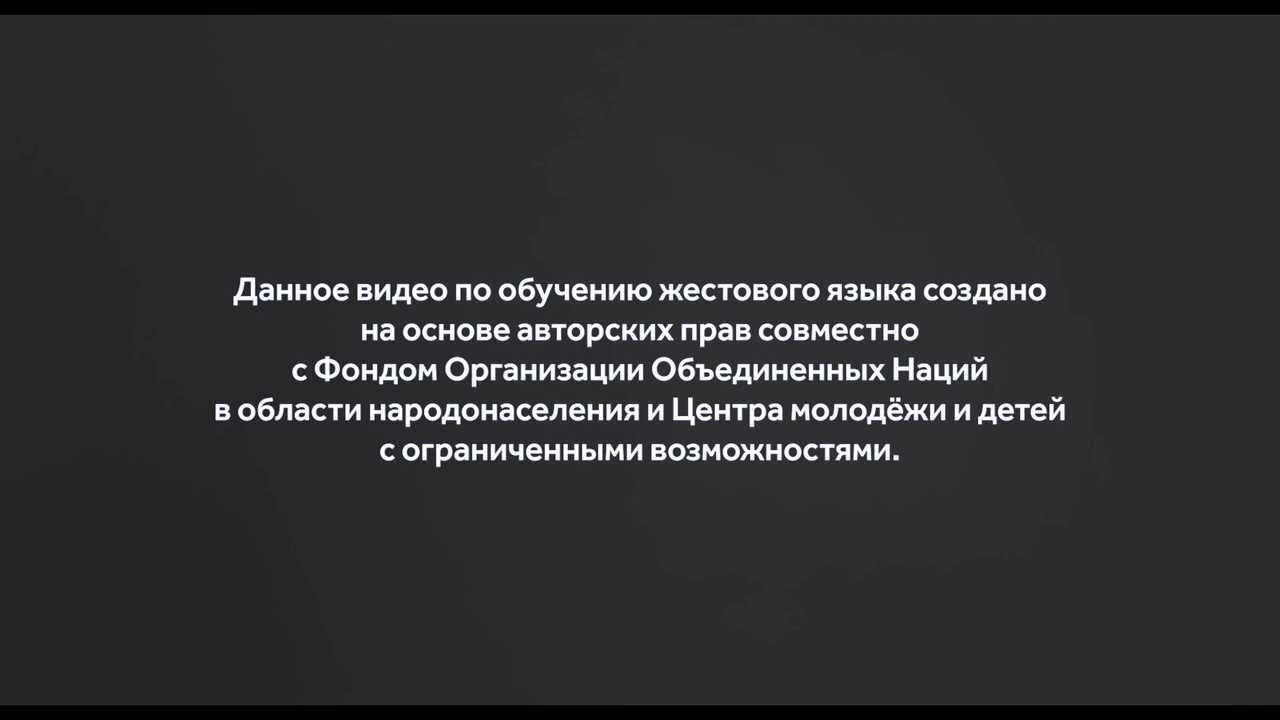 Данное видео по обучению жестового языка создано
на основе авторских прав совместно
с Фондом Организации Объединенных Наций
в области народонаселения и Центра молодёжи и детей
с ограниченными возможностями.